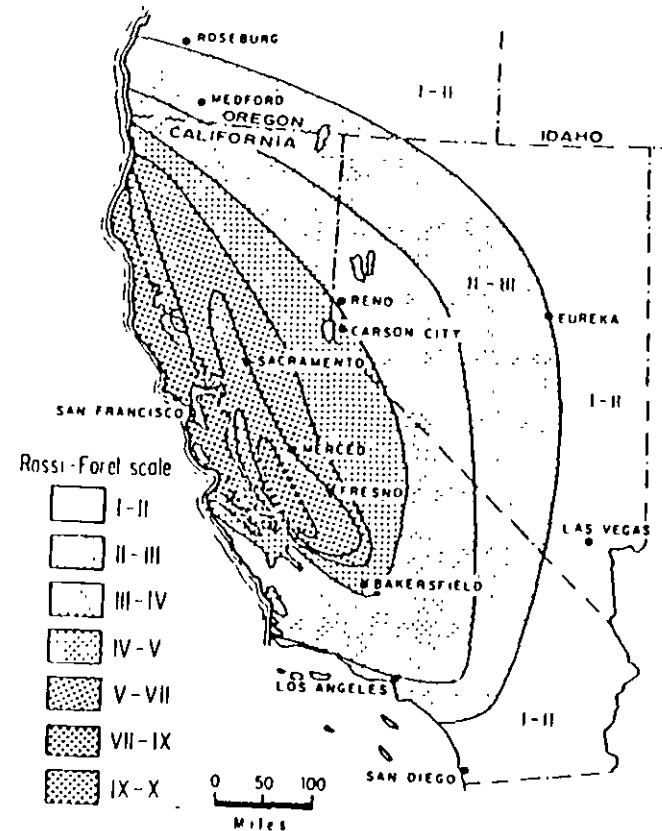 ROSEBURG
I-II
MEDFORD
OREGON
CALIFORNIA
IDAHO
II-III
RENO
EUREKA
CARSON CITY
SACRAMENTO
I-II
SAN FRANCISCO
MERCED
Rossi-Forel scale
FRESNO
I-II
LAS VEGAS
II-III
BAKERSFIELD
III-IV
IV-V
LOS ANGELES
V-VII
I-II
VII-IX
SAN DIEGO
IX-X
0 50 100
Miles